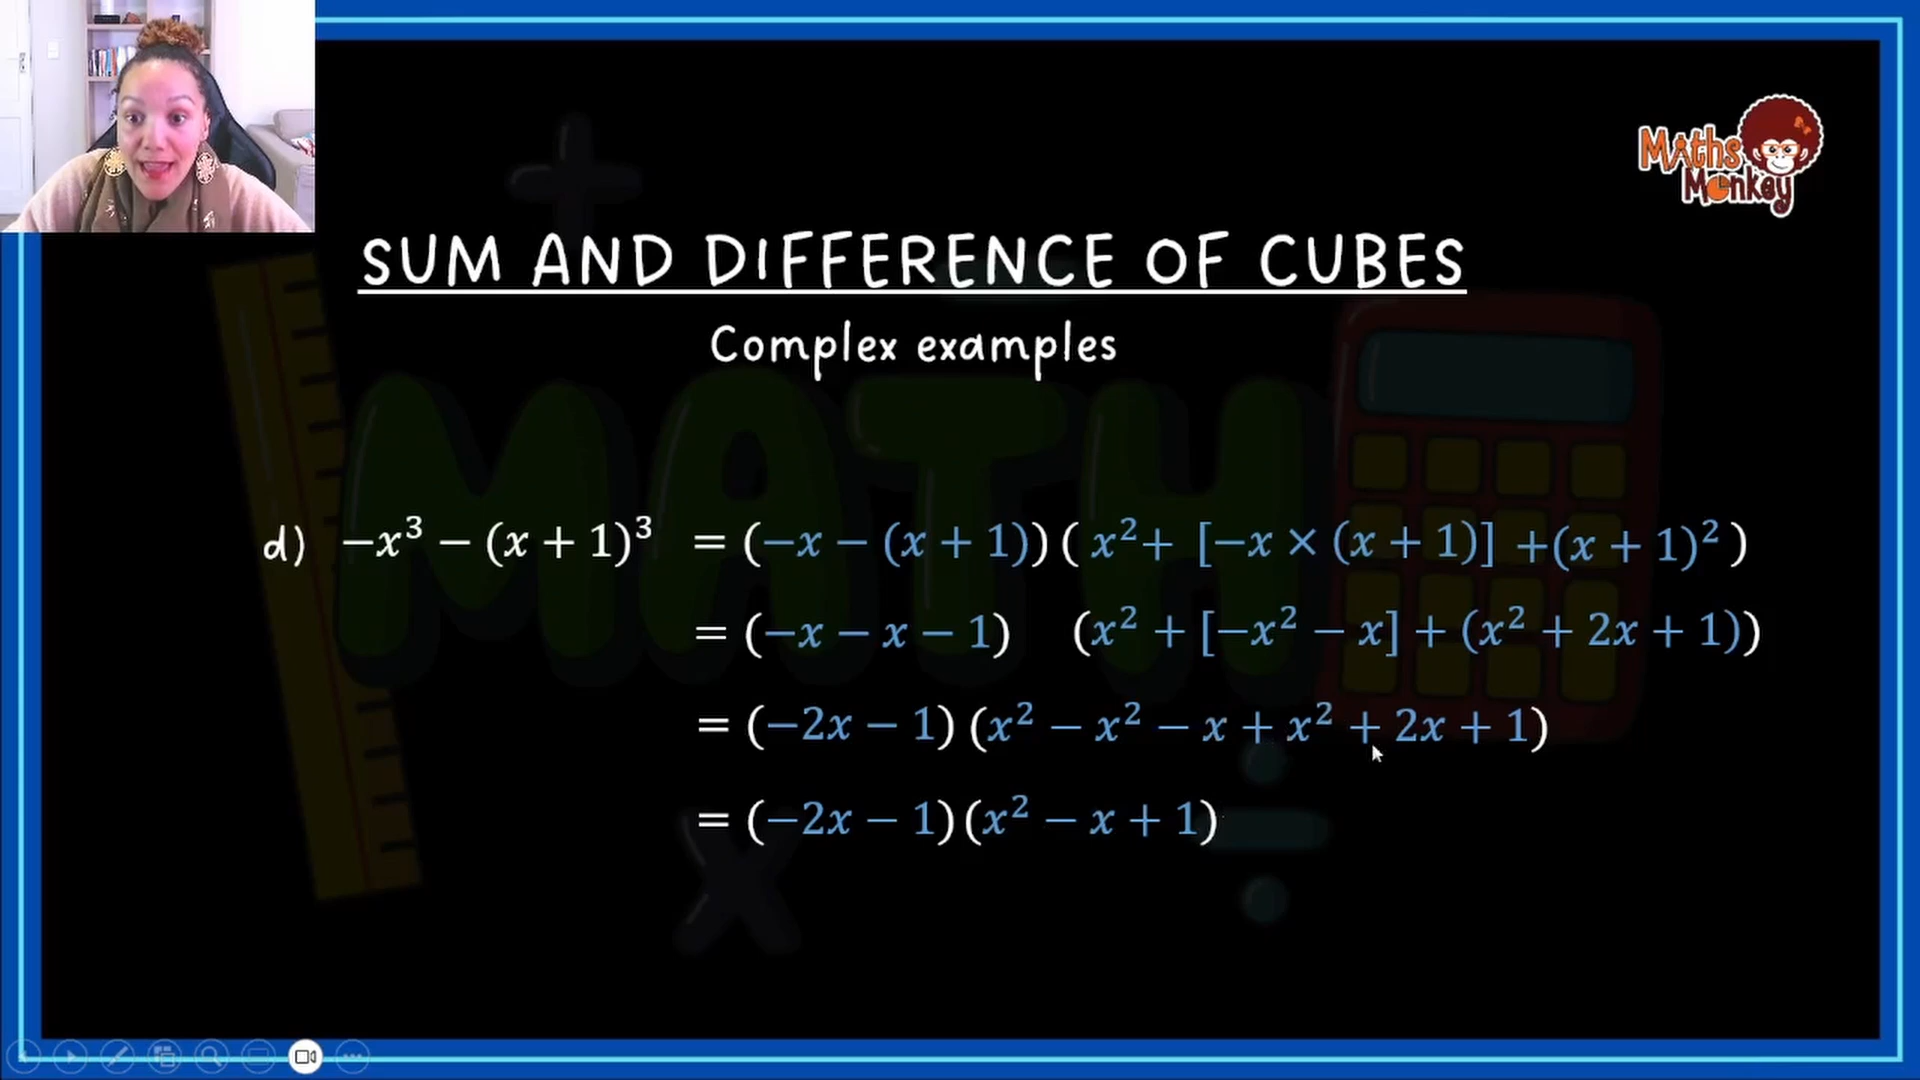 Maths
Monkey
SUM AND DIFFERENCE OF CUBES
Complex examples
MATH
d) −x³ − (x + 1)³ = (−x − (x + 1))( x²+ [−x × (x + 1)] +(x + 1)² )
= (−x − x − 1) (x² + [−x² − x] + (x² + 2x + 1))
= (−2x − 1)(x² − x² − x + x² + 2x + 1)
= (−2x − 1)(x² − x + 1)